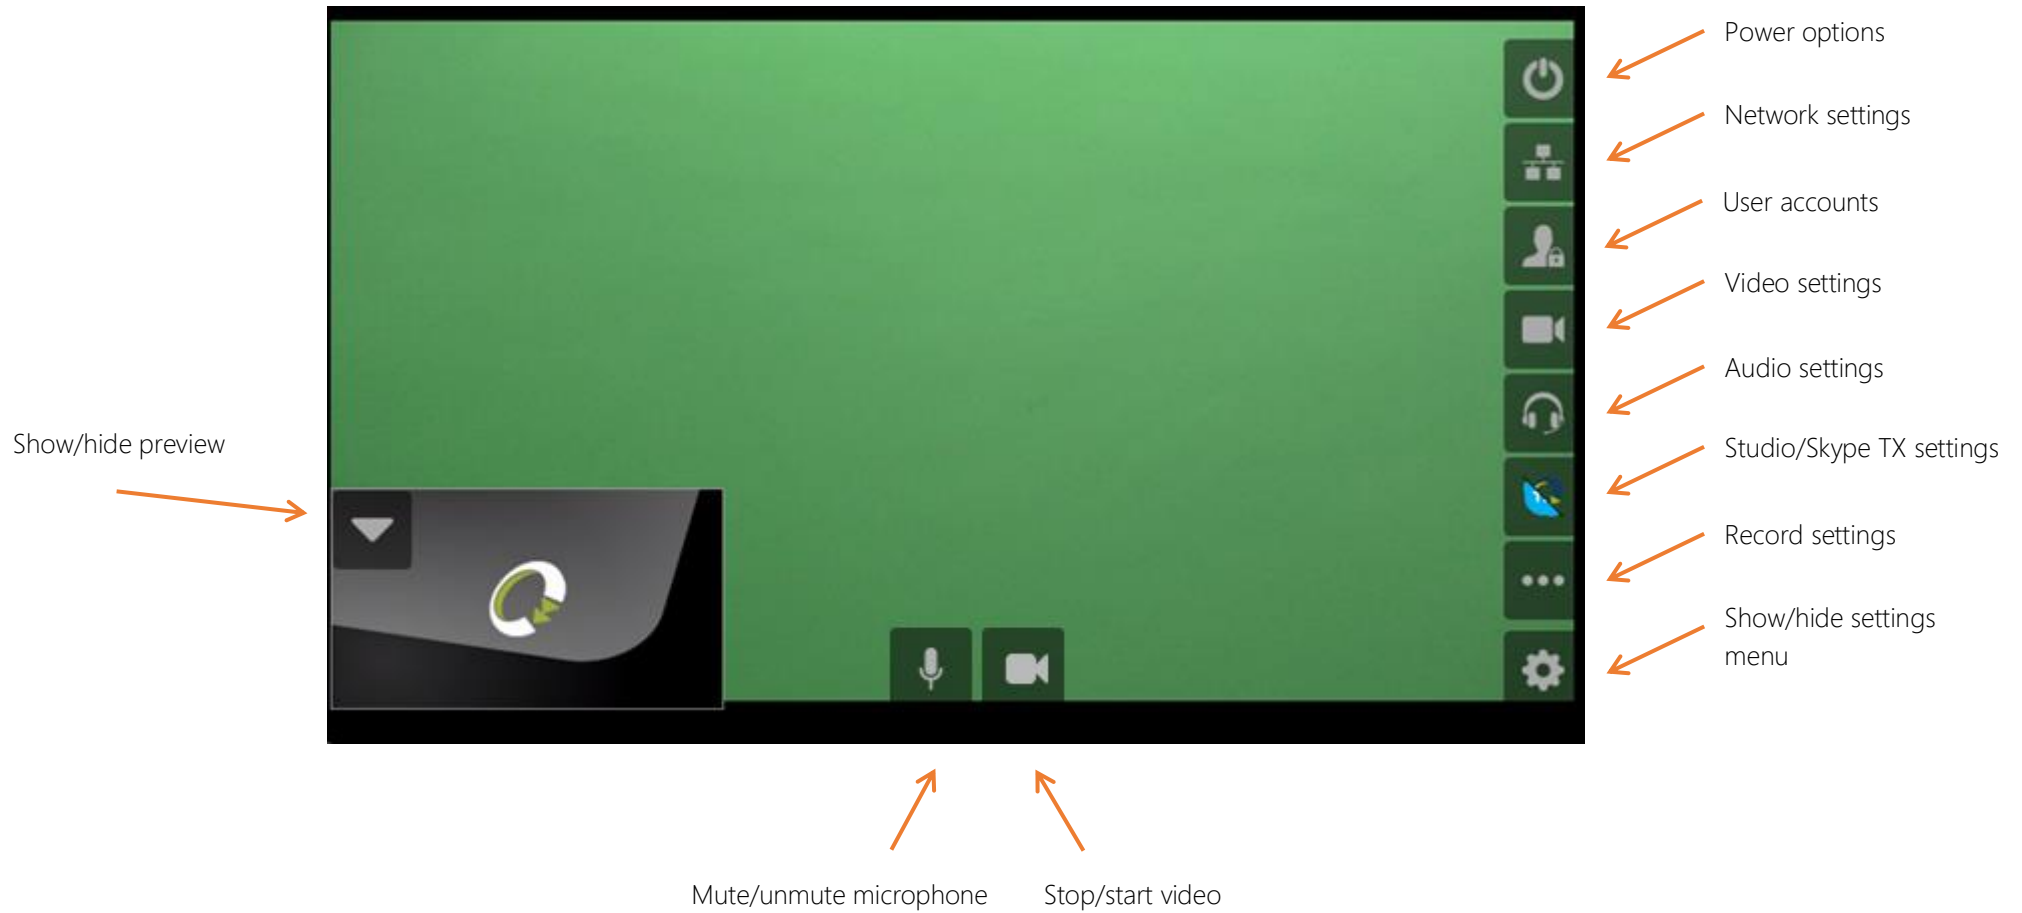 Power options
Network settings
User accounts
Video settings
Audio settings
Show/hide preview
Studio/Skype TX settings
Record settings
Show/hide settings
menu
Mute/unmute microphone
Stop/start video